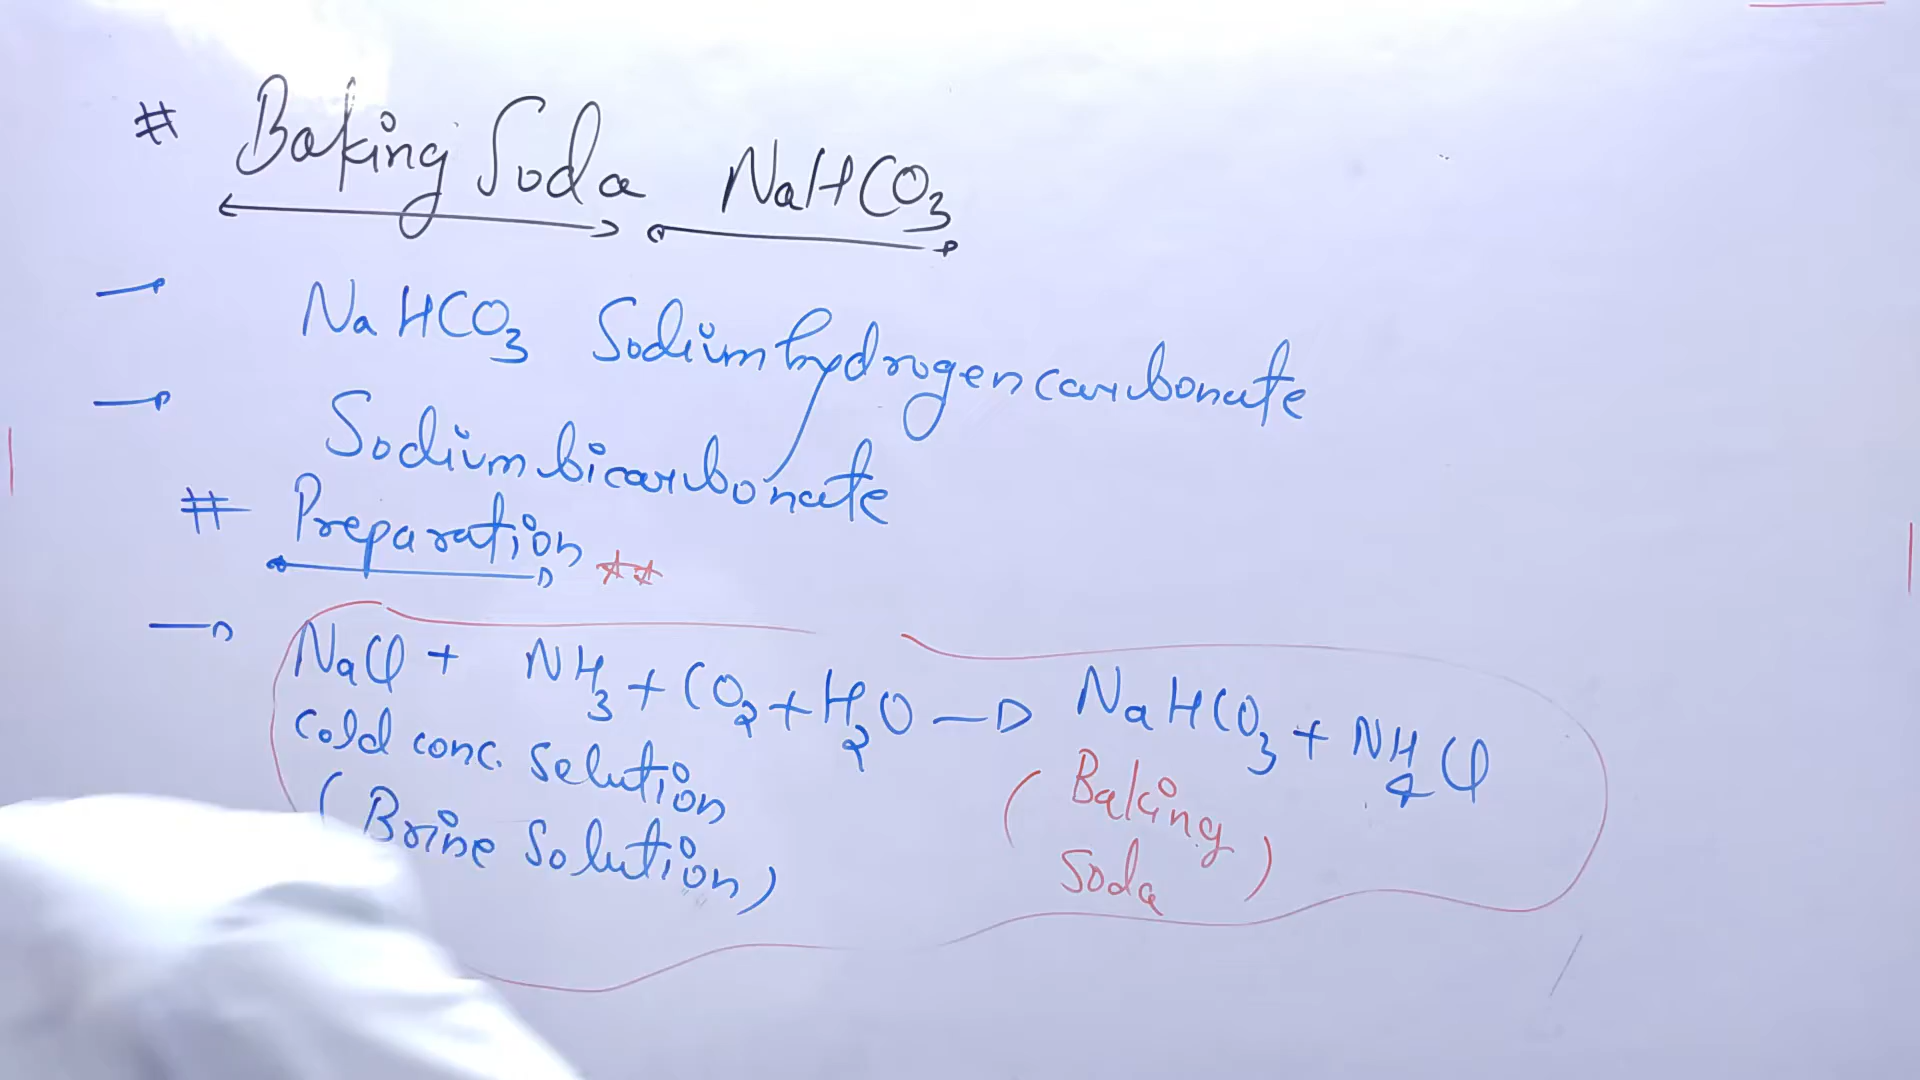 # Baking Soda NaHCO3
NaHCO3 Sodium hydrogen carbonate
Sodium bicarbonate
# Preparation
NaCl + NH3 + CO2 + H2O → NaHCO3 + NH4Cl
Cold conc. Solution (Baking
(Brine Solution) Soda)